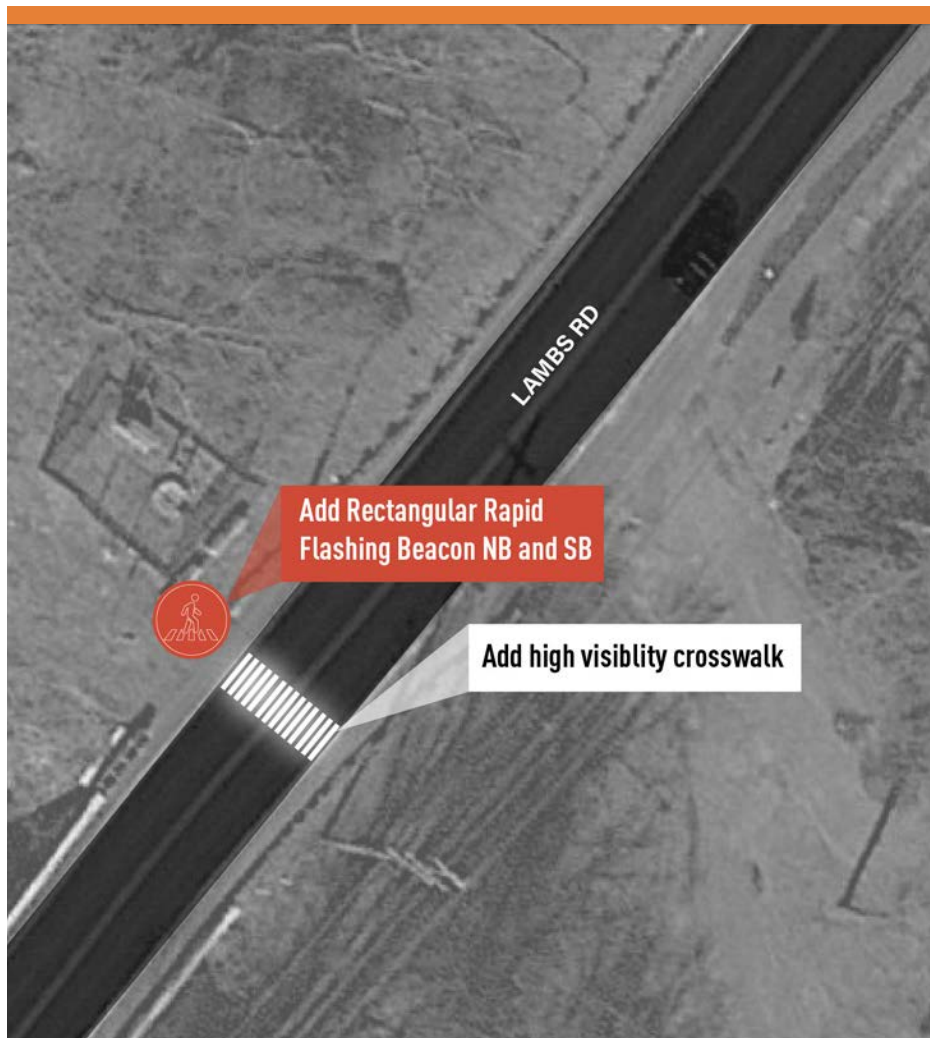 LAMBS RD
Add Rectangular Rapid
Flashing Beacon NB and SB
Add high visiblity crosswalk